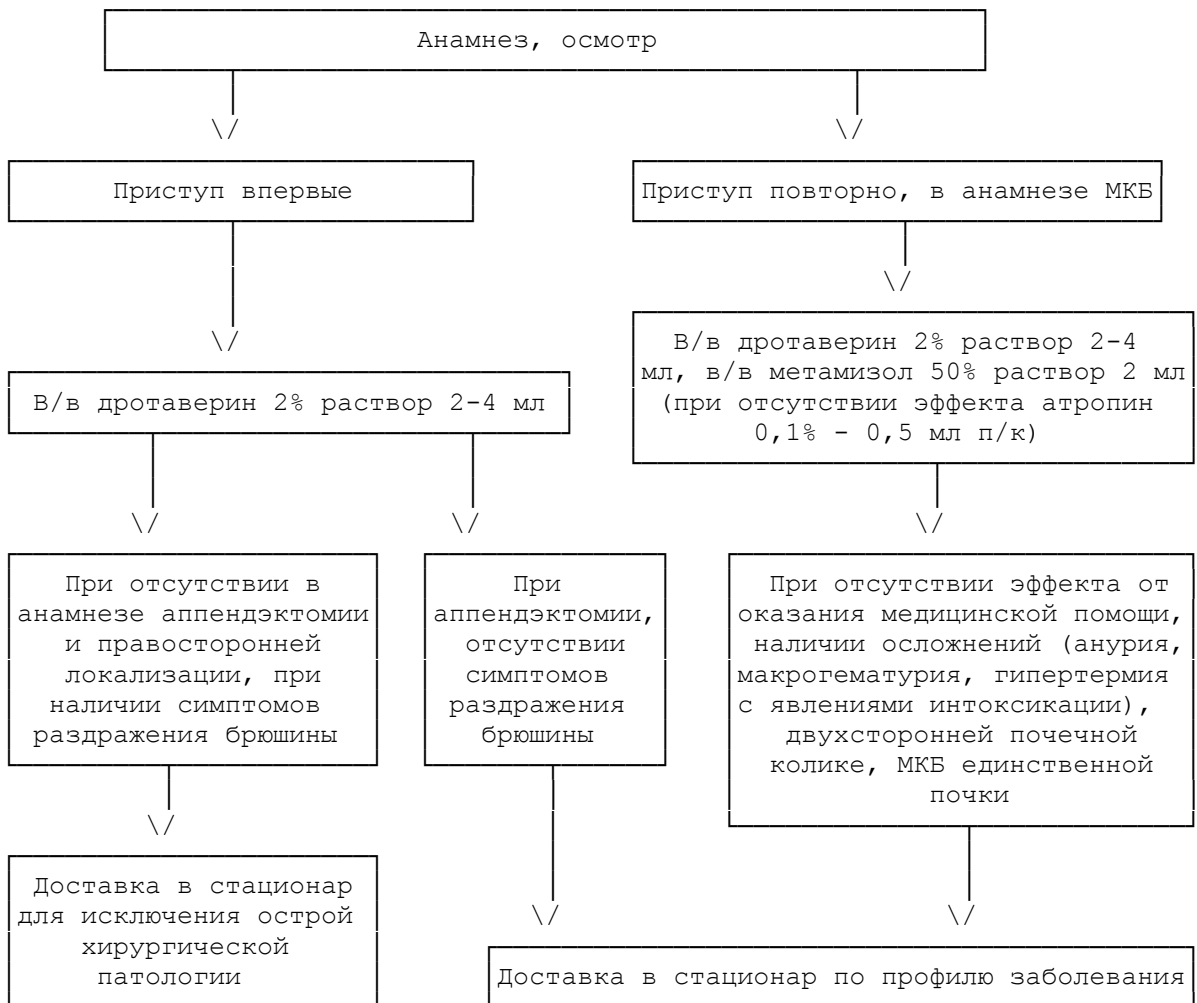 Анамнез, осмотр
Приступ впервые
Приступ повторно, в анамнезе МКБ
В/в дротаверин 2% раствор 2-4 мл
В/в дротаверин 2% раствор 2-4
мл, в/в метамизол 50% раствор 2 мл
(при отсутствии эффекта атропин
0,1% - 0,5 мл п/к)
При отсутствии в
анамнезе аппендэктомии
и правосторонней
локализации, при
наличии симптомов
раздражения брюшины
При
аппендэктомии,
отсутствии
симптомов
раздражения
брюшины
При отсутствии эффекта от
оказания медицинской помощи,
наличии осложнений (анурия,
макрогематурия, гипертермия
с явлениями интоксикации),
двухсторонней почечной
колике, МКБ единственной
почки
Доставка в стационар
для исключения острой
хирургической
патологии
Доставка в стационар по профилю заболевания